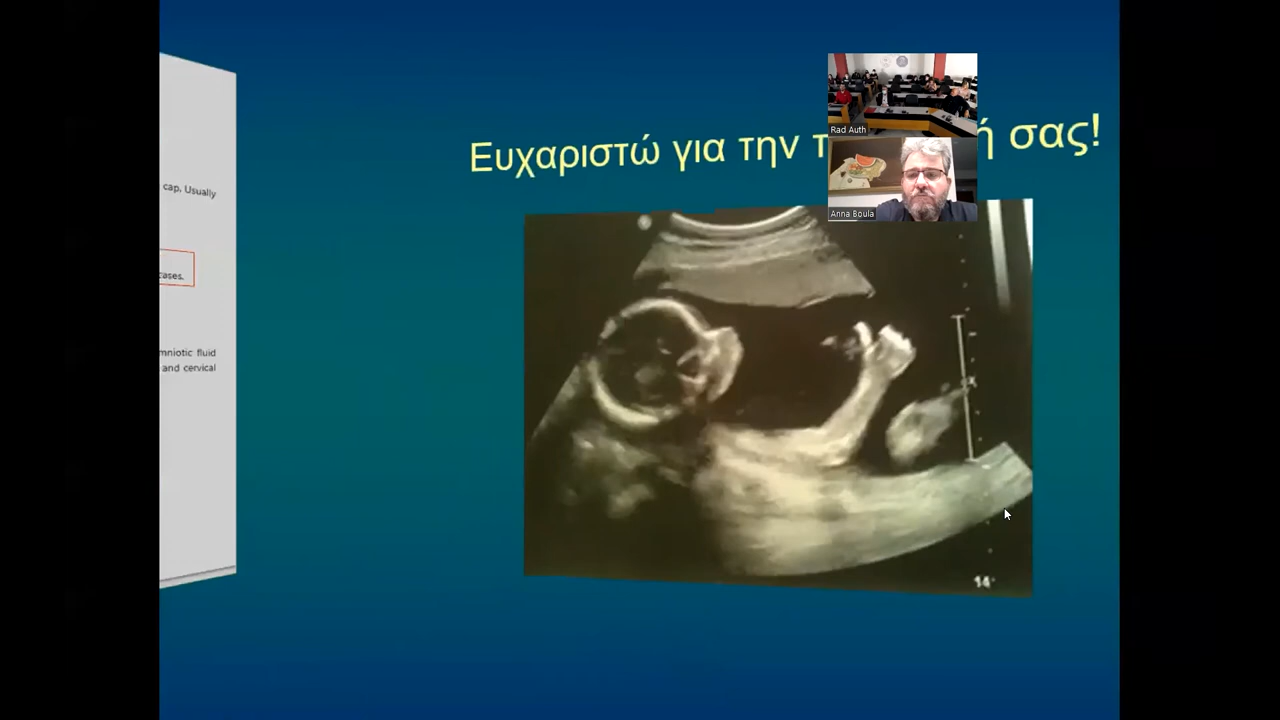 cap, Usually
cases.
mniotic fluid
and cervical
Ευχαριστώ για την σας!
Rad Auth
Anna Boula
14